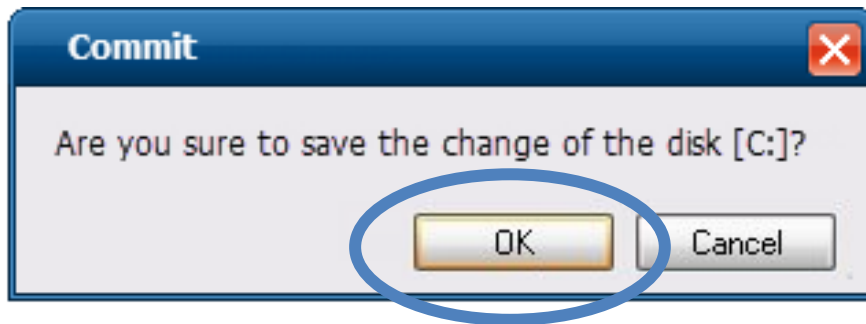 Commit
Are you sure to save the change of the disk [C:]?
OK Cancel